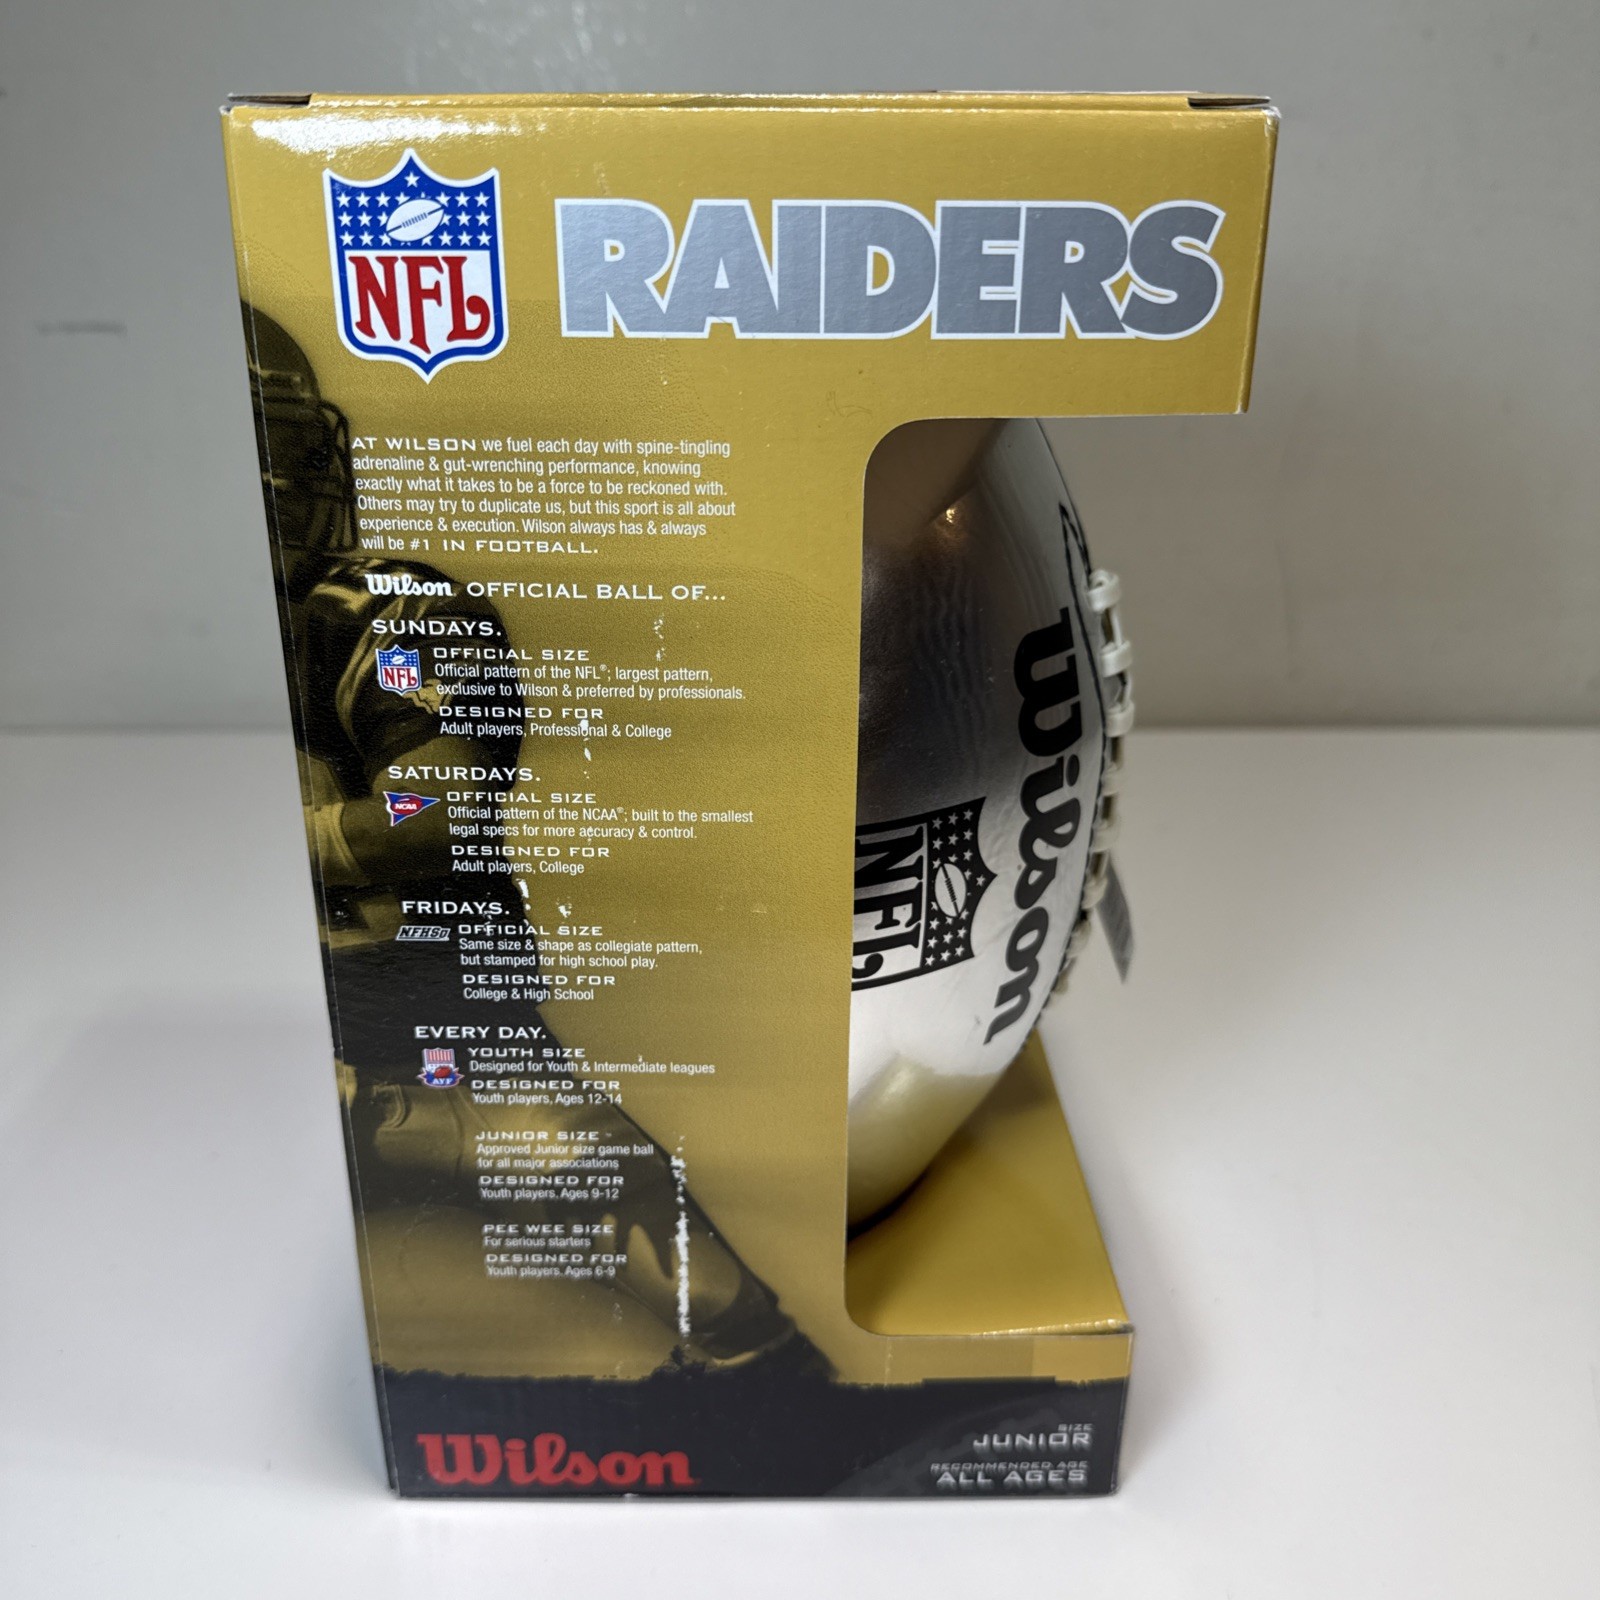 NFL
RAIDERS
AT WILSON we fuel each day with spine-tingling
adrenaline & gut-wrenching performance, knowing
exactly what it takes to be a force to be reckoned with.
Others may try to duplicate us, but this sport is all about
experience & execution. Wilson always has & always
will be #1 IN FOOTBALL.
Wilson OFFICIAL BALL OF...
SUNDAYS.
NFL
OFFICIAL SIZE
Official pattern of the NFL®; largest pattern,
exclusive to Wilson & preferred by professionals.
DESIGNED FOR
Adult players, Professional & College
SATURDAYS.
NCAA
OFFICIAL SIZE
Official pattern of the NCAA®; built to the smallest
legal specs for more accuracy & control.
DESIGNED FOR
Adult players, College
FRIDAYS.
NFHS
OFFICIAL SIZE
Same size & shape as collegiate pattern,
but stamped for high school play.
DESIGNED FOR
College & High School
EVERY DAY.
AYF
YOUTH SIZE
Designed for Youth & Intermediate leagues
DESIGNED FOR
Youth players, Ages 12-14
JUNIOR SIZE
Approved Junior size game ball
for all major associations
DESIGNED FOR
Youth players, Ages 9-12
PEE WEE SIZE
For serious starters
DESIGNED FOR
Youth players. Ages 6-9
Wilson
NFL
Wilson
SIZE
JUNIOR
RECOMMENDED AGE
ALL AGES